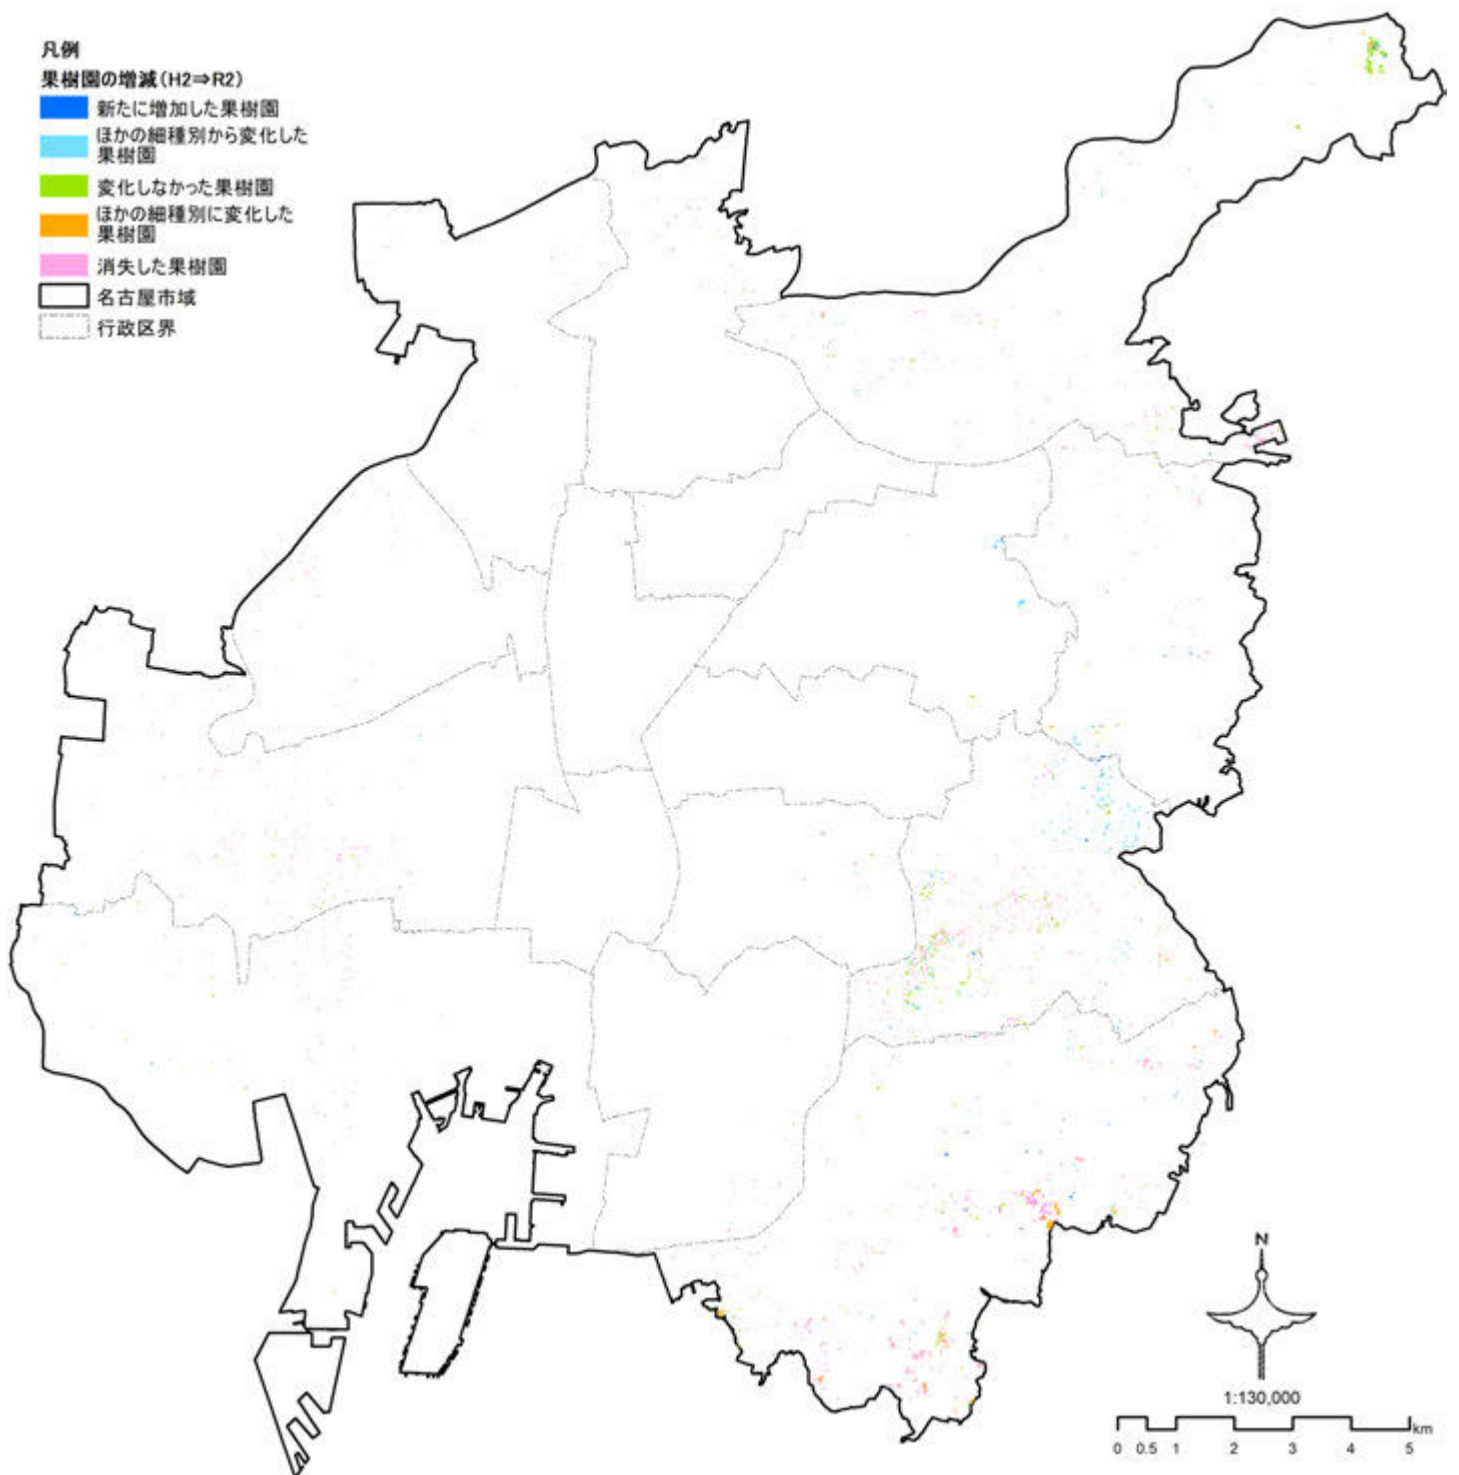 凡例
果樹園の増減(H2⇒R2)
新たに増加した果樹園
ほかの細種別から変化した
果樹園
変化しなかった果樹園
ほかの細種別に変化した
果樹園
消失した果樹園
名古屋市域
行政区界
N
1:130,000
km
0 0.5 1 2 3 4 5